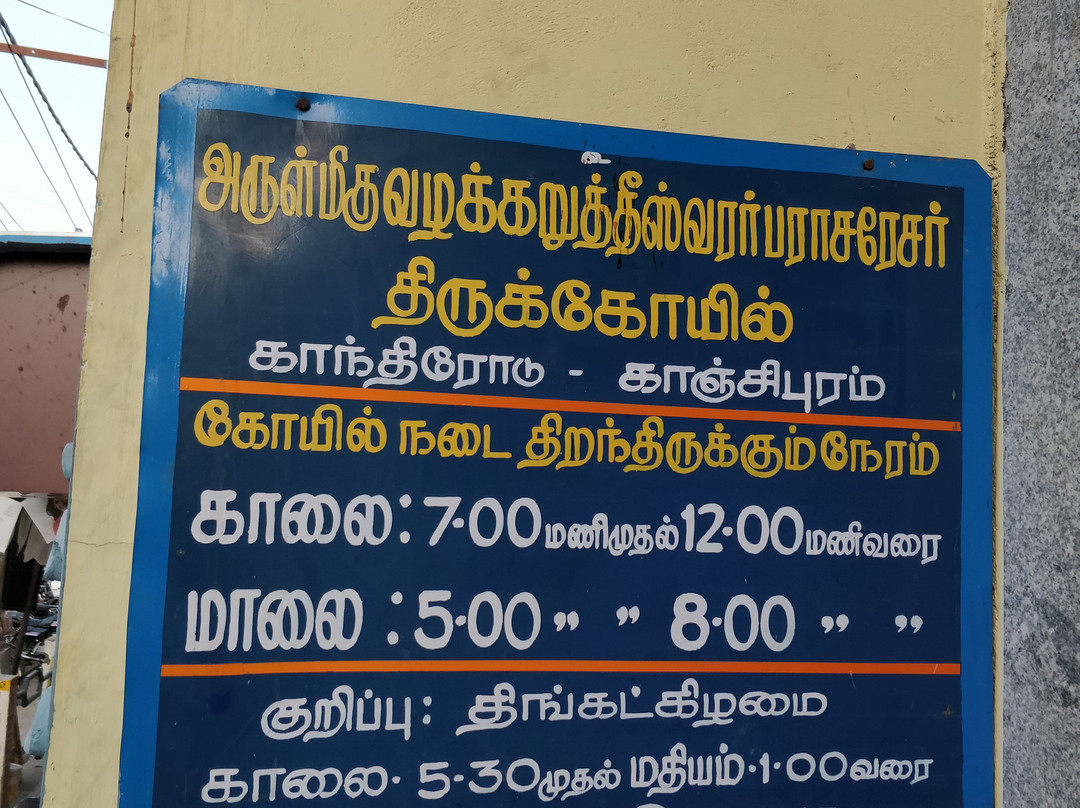 உ
அருள்மிகு வழக்கறுத்தீஸ்வரர் பராசரேசர்
திருக்கோயில்
காந்திரோடு - காஞ்சிபுரம்
கோயில் நடை திறந்திருக்கும் நேரம்
காலை: 7.00 மணிமுதல் 12.00 மணிவரை
மாலை: 5.00 " " 8.00 " "
குறிப்பு: திங்கட்கிழமை
காலை. 5.30முதல் மதியம்.1.00வரை